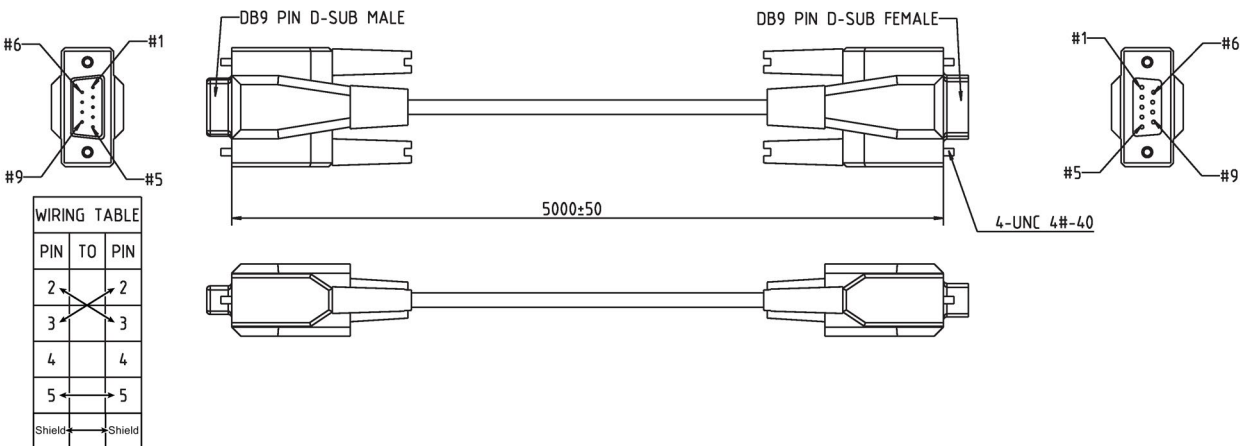 DB9 PIN D-SUB MALE
DB9 PIN D-SUB FEMALE
#6
#1
#9
#5
#1
#6
#5
#9
5000±50
4-UNC 4#-40
WIRING TABLE
PIN TO PIN
2 2
3 3
4 4
5 5
Shield Shield